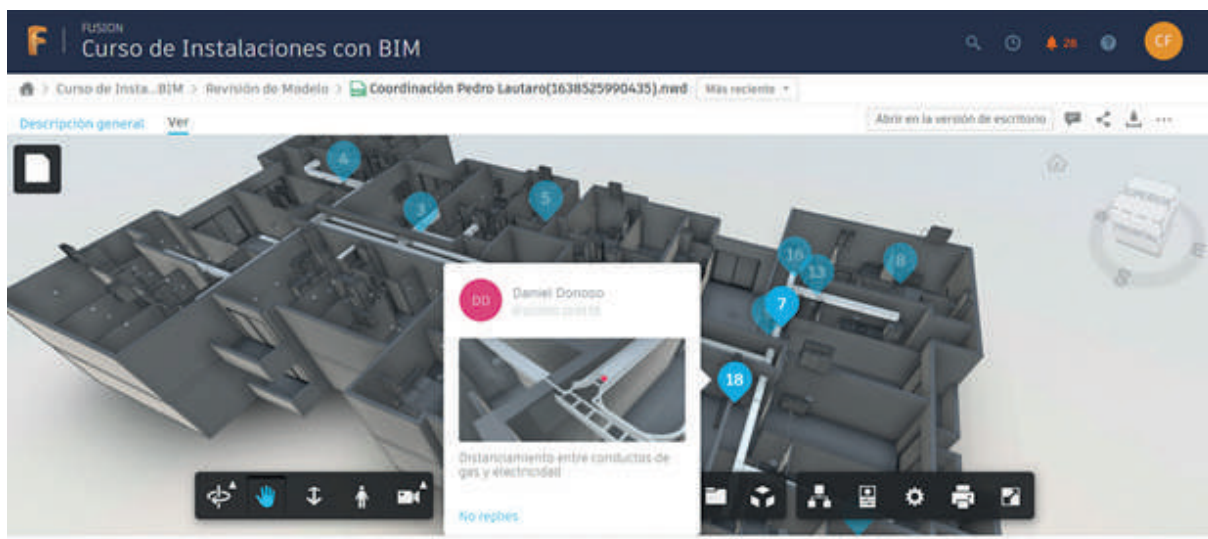 F
FUSION
Curso de Instalaciones con BIM
28
?
CF
Curso de Insta...BIM > Revisión de Modelo > Coordinación Pedro Lautaro(1638525990435).nwd Más reciente
Descripción general Ver
Abrir en la versión de escritorio
4
3
5
16
13
8
7
18
E
S
DD
Daniel Donoso
Distanciamiento entre conductos de
gas y electricidad
No replies